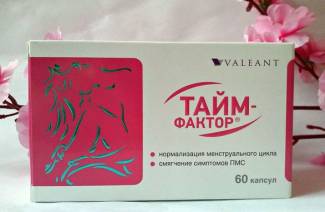 VALEANT
ТАЙМ-
ФАКТОР®
• нормализация менструального цикла
• смягчение симптомов ПМС
60 капсул